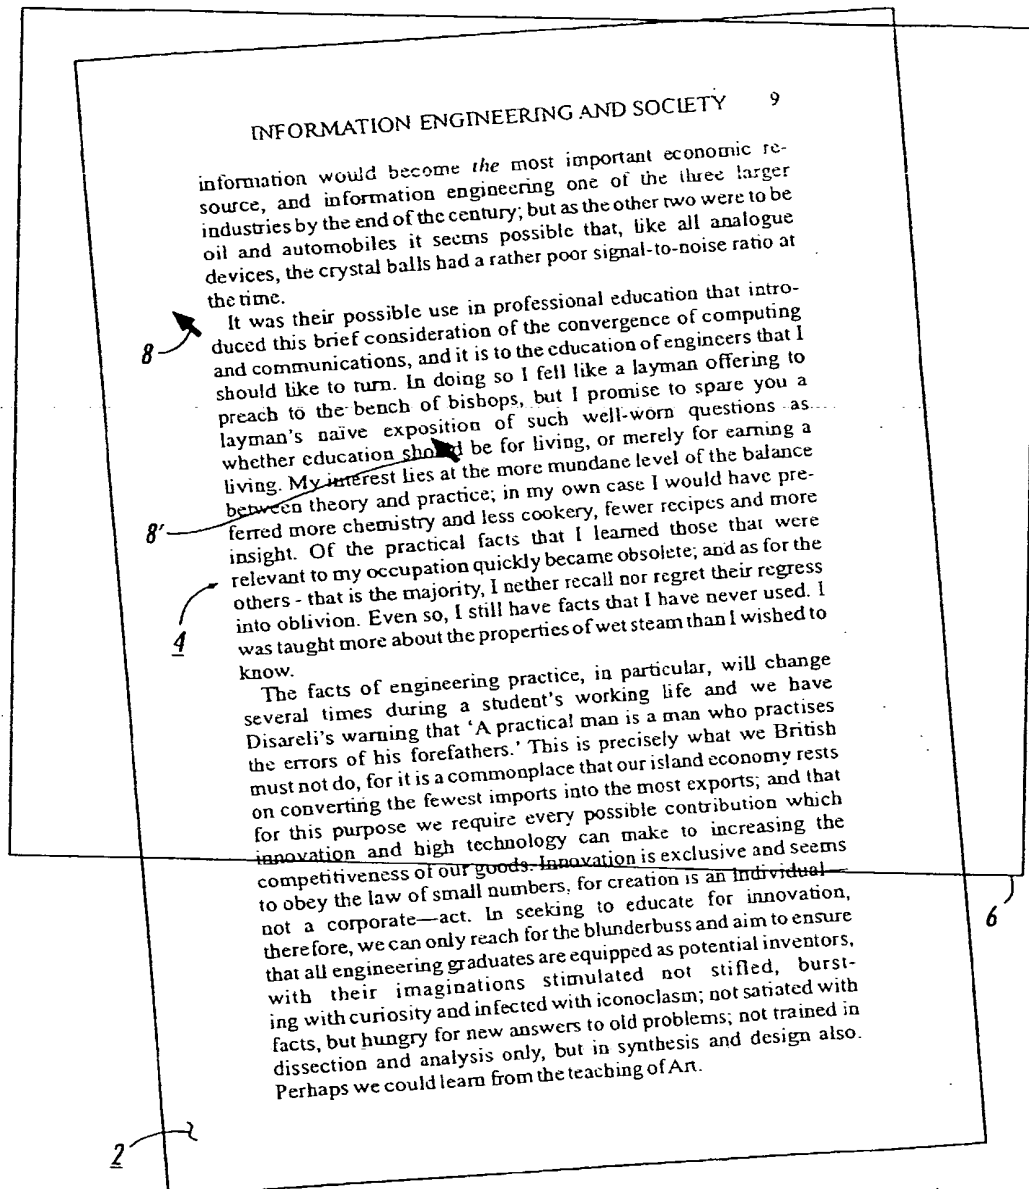 INFORMATION ENGINEERING AND SOCIETY 9
information would become the most important economic re-
source, and information engineering one of the three larger
industries by the end of the century; but as the other two were to be
oil and automobiles it seems possible that, like all analogue
devices, the crystal balls had a rather poor signal-to-noise ratio at
the time.
It was their possible use in professional education that intro-
duced this brief consideration of the convergence of computing
and communications, and it is to the education of engineers that I
should like to turn. In doing so I fell like a layman offering to
preach to the bench of bishops, but I promise to spare you a
layman's naïve exposition of such well-worn questions as
whether education should be for living, or merely for earning a
living. My interest lies at the more mundane level of the balance
between theory and practice; in my own case I would have pre-
ferred more chemistry and less cookery, fewer recipes and more
insight. Of the practical facts that I learned those that were
relevant to my occupation quickly became obsolete; and as for the
others - that is the majority, I nether recall nor regret their regress
into oblivion. Even so, I still have facts that I have never used. I
was taught more about the properties of wet steam than I wished to
know.
The facts of engineering practice, in particular, will change
several times during a student's working life and we have
Disareli's warning that 'A practical man is a man who practises
the errors of his forefathers.' This is precisely what we British
must not do, for it is a commonplace that our island economy rests
on converting the fewest imports into the most exports; and that
for this purpose we require every possible contribution which
innovation and high technology can make to increasing the
competitiveness of our goods. Innovation is exclusive and seems
to obey the law of small numbers, for creation is an individual—
not a corporate—act. In seeking to educate for innovation,
therefore, we can only reach for the blunderbuss and aim to ensure
that all engineering graduates are equipped as potential inventors,
with their imaginations stimulated not stifled, burst-
ing with curiosity and infected with iconoclasm; not satiated with
facts, but hungry for new answers to old problems; not trained in
dissection and analysis only, but in synthesis and design also.
Perhaps we could learn from the teaching of Art.
8
8'
4
6
2